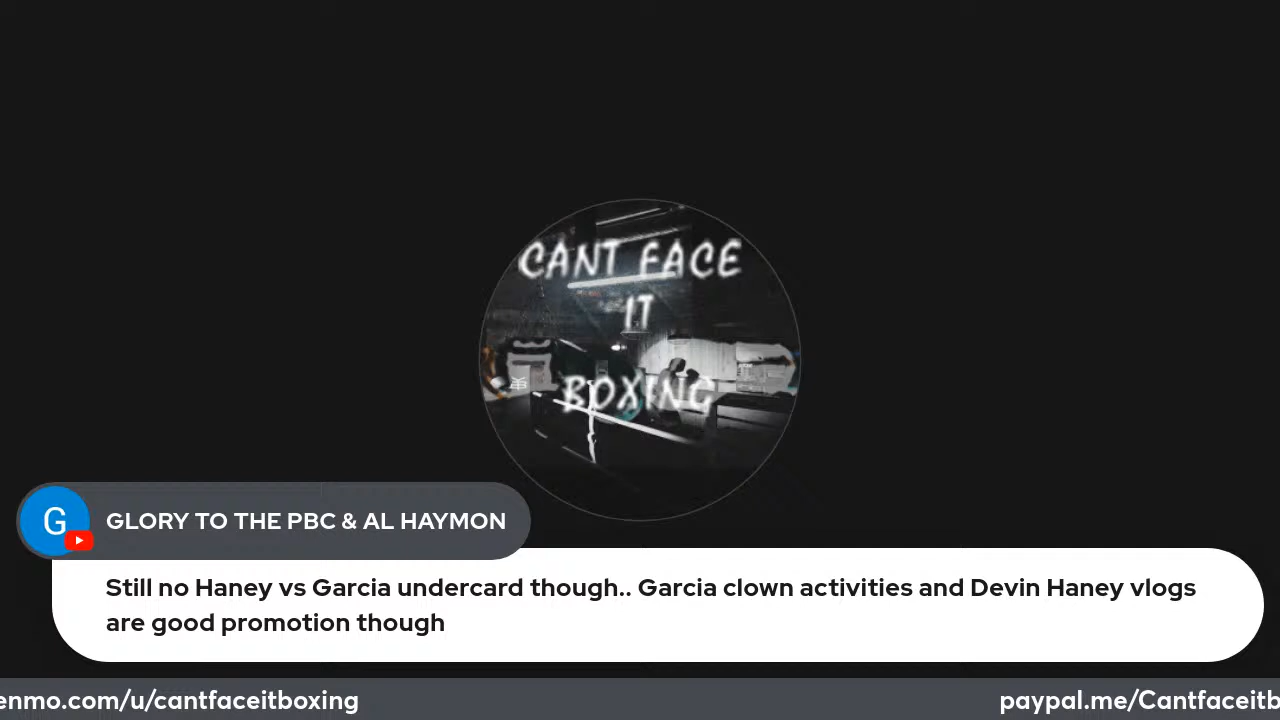 CANT FACE
IT
BOXING
G
GLORY TO THE PBC & AL HAYMON
Still no Haney vs Garcia undercard though.. Garcia clown activities and Devin Haney vlogs
are good promotion though
enmo.com/u/cantfaceitboxing
paypal.me/Cantfaceitb